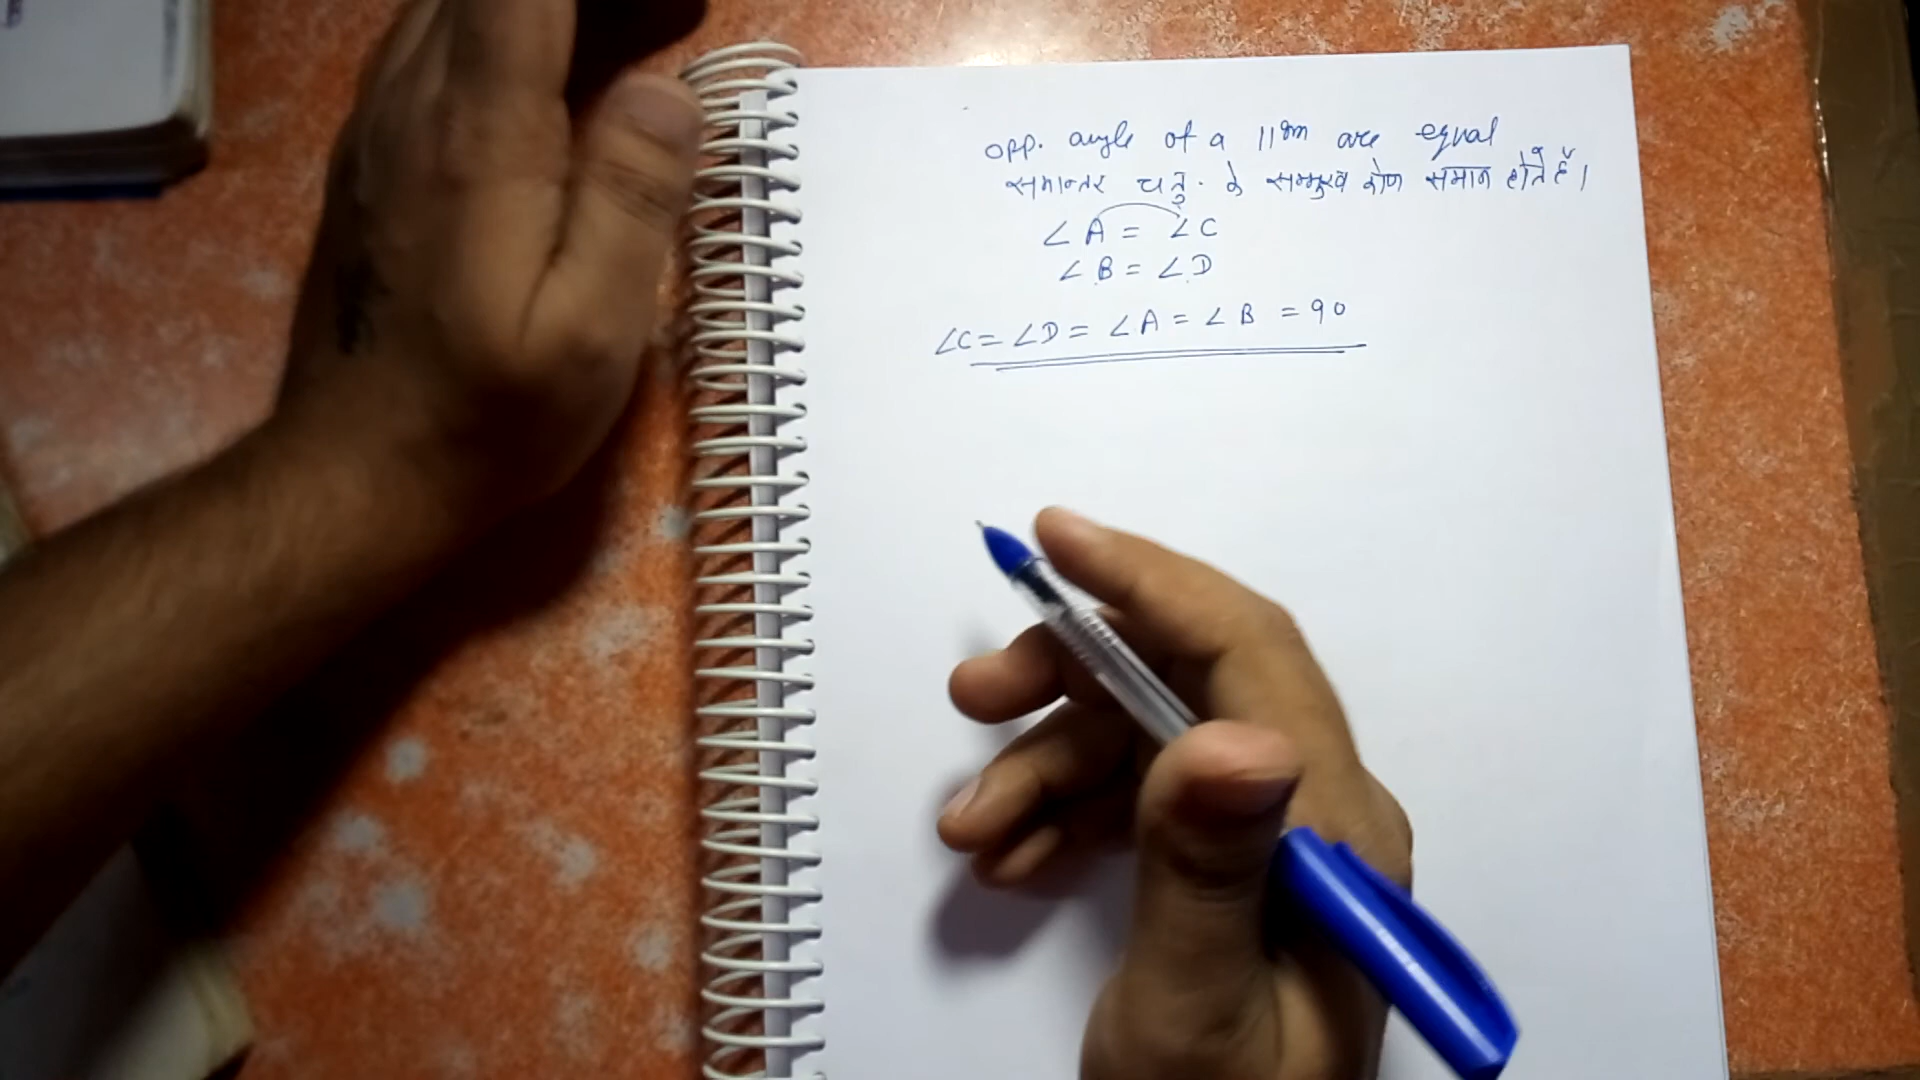 opp. angle of a ||gm are equal
समान्तर चतु. के सम्मुख कोण समान होते हैं।
∠A = ∠C
∠B = ∠D
∠C = ∠D = ∠A = ∠B = 90